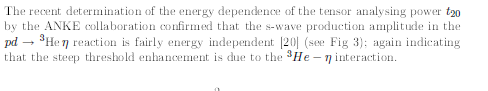 The recent determination of the energy dependence of the tensor analysing power t₂₀
by the ANKE collaboration confirmed that the s-wave production amplitude in the
pd → ³He η reaction is fairly energy independent [20] (see Fig 3); again indicating
that the steep threshold enhancement is due to the ³He − η interaction.